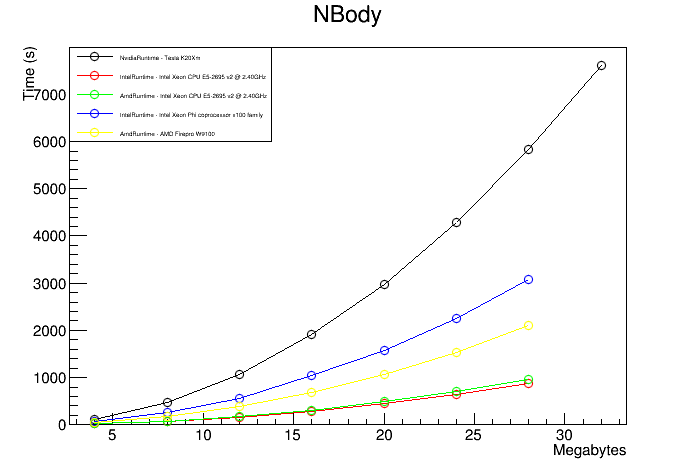 NBody
Time (s)
NvidiaRuntime - Tesla K20Xm
IntelRuntime - Intel Xeon CPU E5-2695 v2 @ 2.40GHz
AmdRuntime - Intel Xeon CPU E5-2695 v2 @ 2.40GHz
IntelRuntime - Intel Xeon Phi coprocessor x100 family
AmdRuntime - AMD Firepro W9100
7000
6000
5000
4000
3000
2000
1000
0
5 10 15 20 25 30
Megabytes